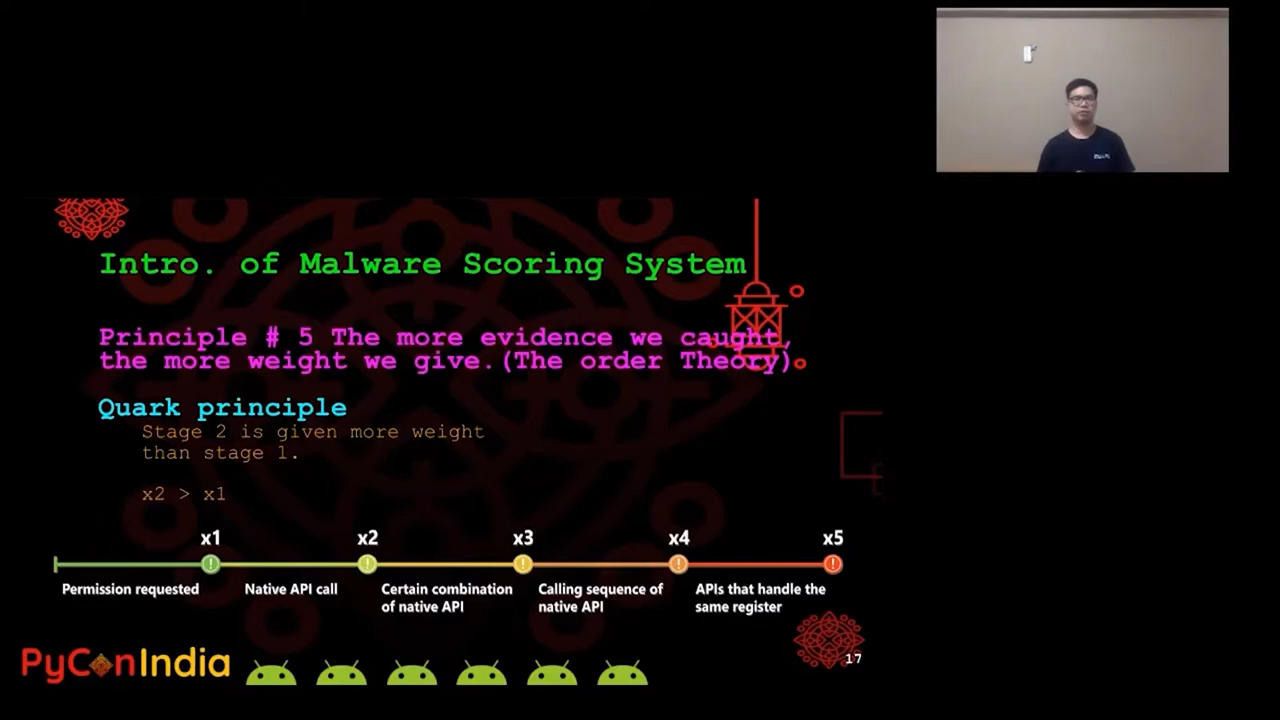 Intro. of Malware Scoring System
Principle # 5 The more evidence we caught,
the more weight we give.(The order Theory)
Quark principle
Stage 2 is given more weight
than stage 1.
x2 > x1
x1 x2 x3 x4 x5
Permission requested
Native API call
Certain combination
of native API
Calling sequence of
native API
APIs that handle the
same register
PyConIndia
17